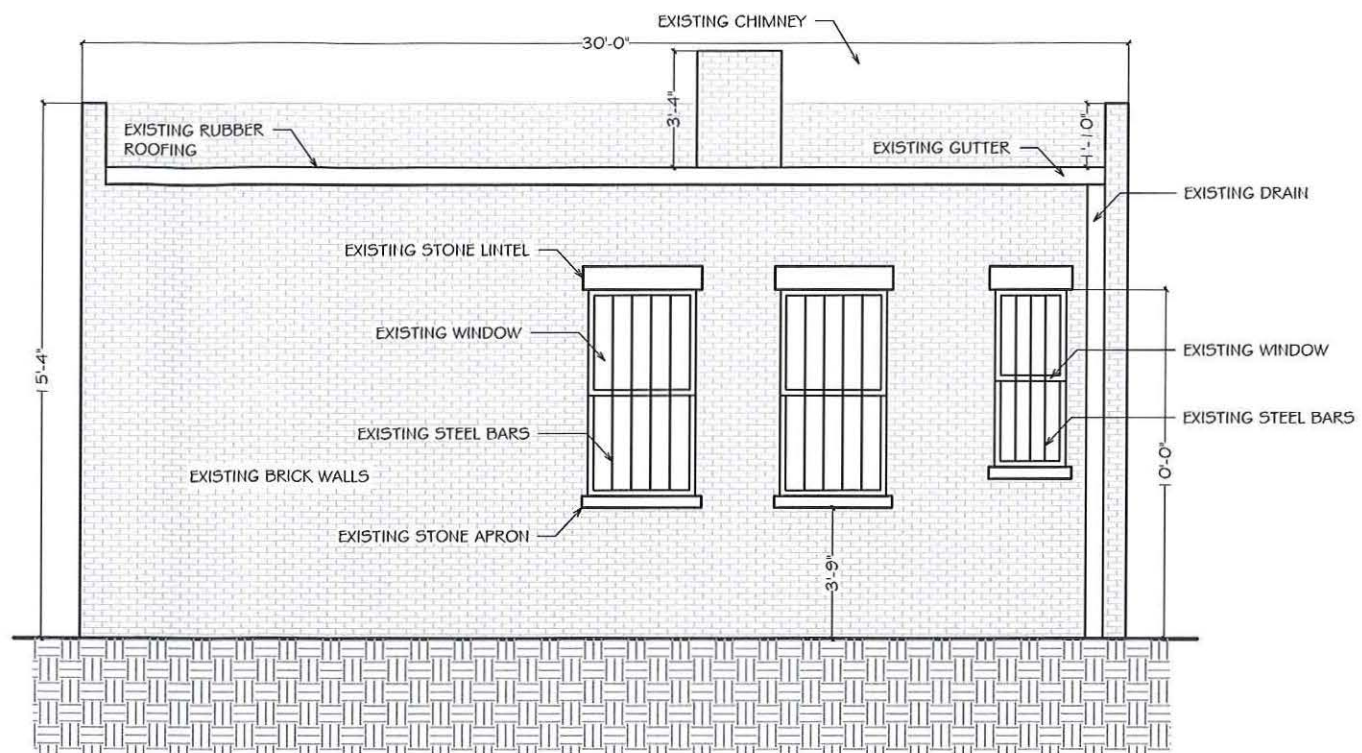 EXISTING CHIMNEY
30'-0"
3'-4"
1'-10"
EXISTING RUBBER
ROOFING
EXISTING GUTTER
EXISTING DRAIN
EXISTING STONE LINTEL
EXISTING WINDOW
EXISTING WINDOW
15'-4"
EXISTING STEEL BARS
EXISTING STEEL BARS
10'-0"
EXISTING BRICK WALLS
EXISTING STONE APRON
3'-9"